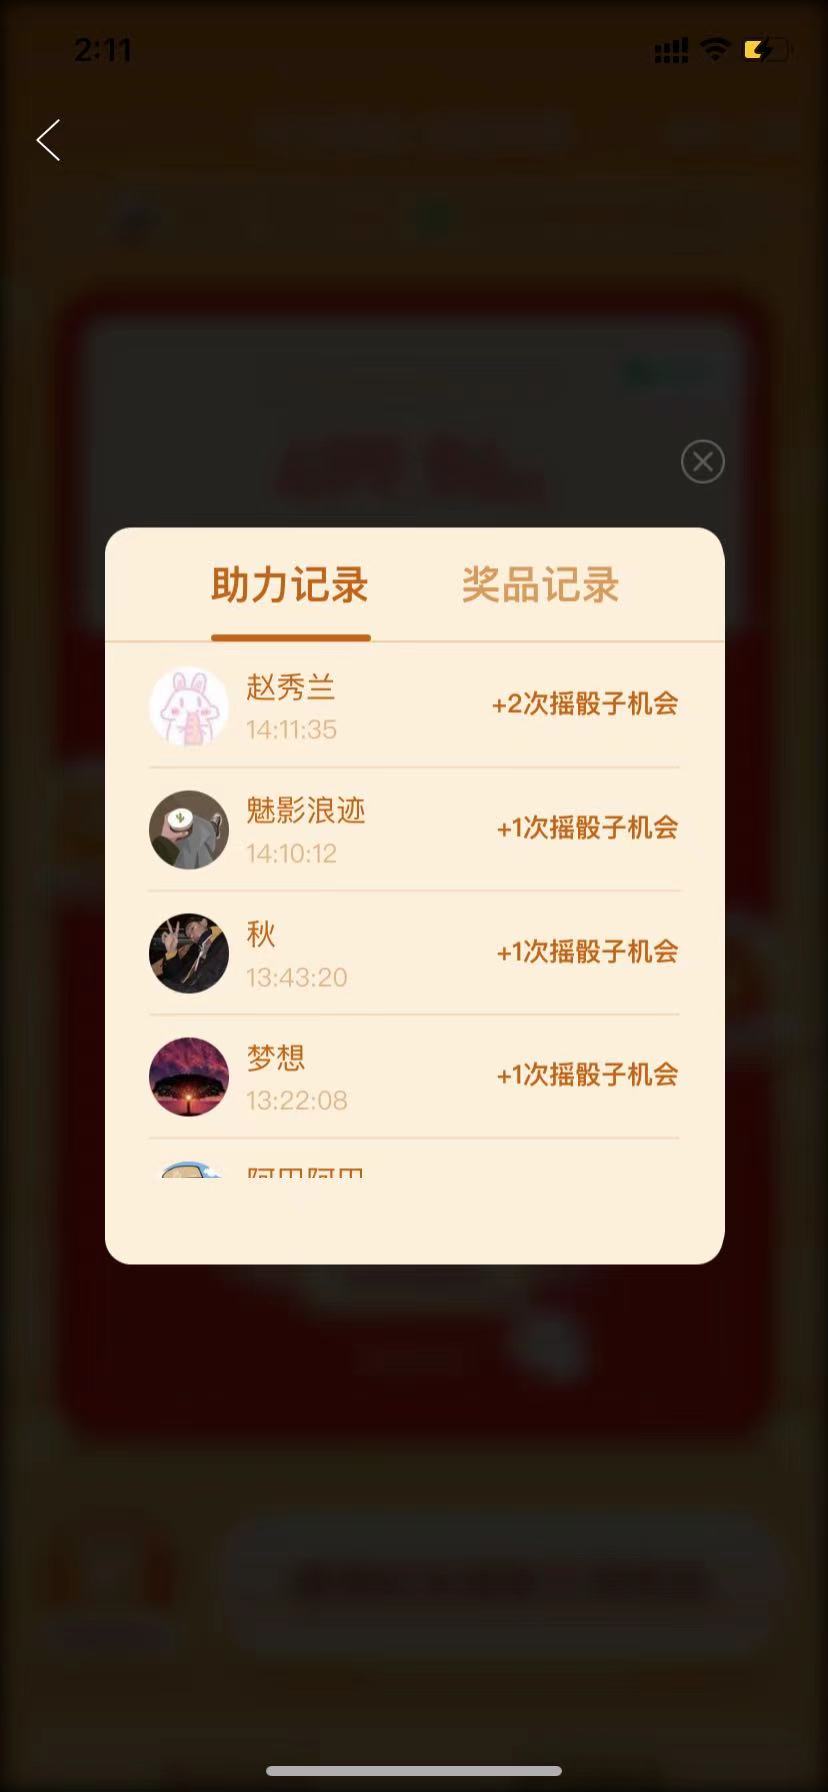 2:11
助力记录 奖品记录
赵秀兰
+2次摇骰子机会
14:11:35
魅影浪迹
+1次摇骰子机会
14:10:12
秋
+1次摇骰子机会
13:43:20
梦想
+1次摇骰子机会
13:22:08